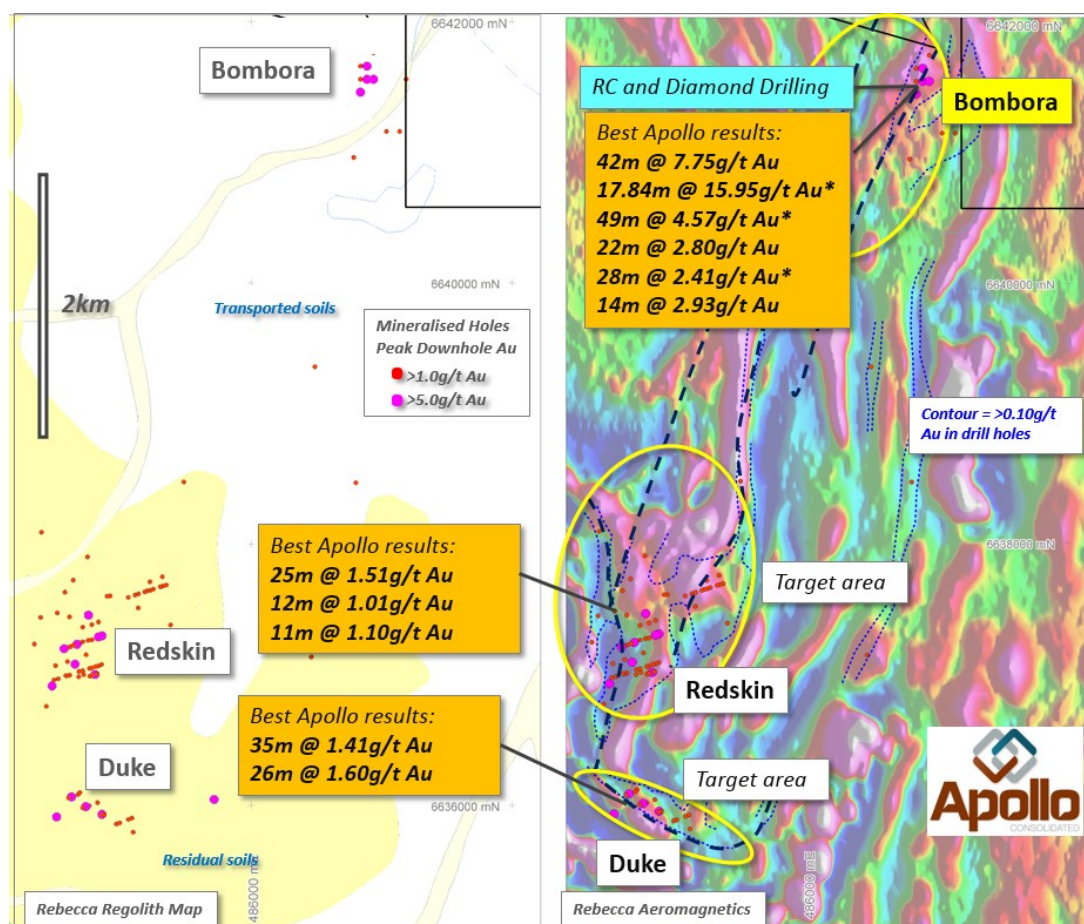 6642000 mN
Bombora
2km
6640000 mN
Transported soils
Mineralised Holes
Peak Downhole Au
>1.0g/t Au
>5.0g/t Au
Best Apollo results:
25m @ 1.51g/t Au
12m @ 1.01g/t Au
11m @ 1.10g/t Au
Redskin
Best Apollo results:
35m @ 1.41g/t Au
26m @ 1.60g/t Au
Duke
6636000 mN
Residual soils
486000 mE
Rebecca Regolith Map
6642000 mN
RC and Diamond Drilling
Bombora
Best Apollo results:
42m @ 7.75g/t Au
17.84m @ 15.95g/t Au*
49m @ 4.57g/t Au*
22m @ 2.80g/t Au
28m @ 2.41g/t Au*
14m @ 2.93g/t Au
6640000 mN
Contour = >0.10g/t
Au in drill holes
6638000 mN
Target area
Redskin
Target area
Apollo
CONSOLIDATED
Duke
486000 mE
Rebecca Aeromagnetics